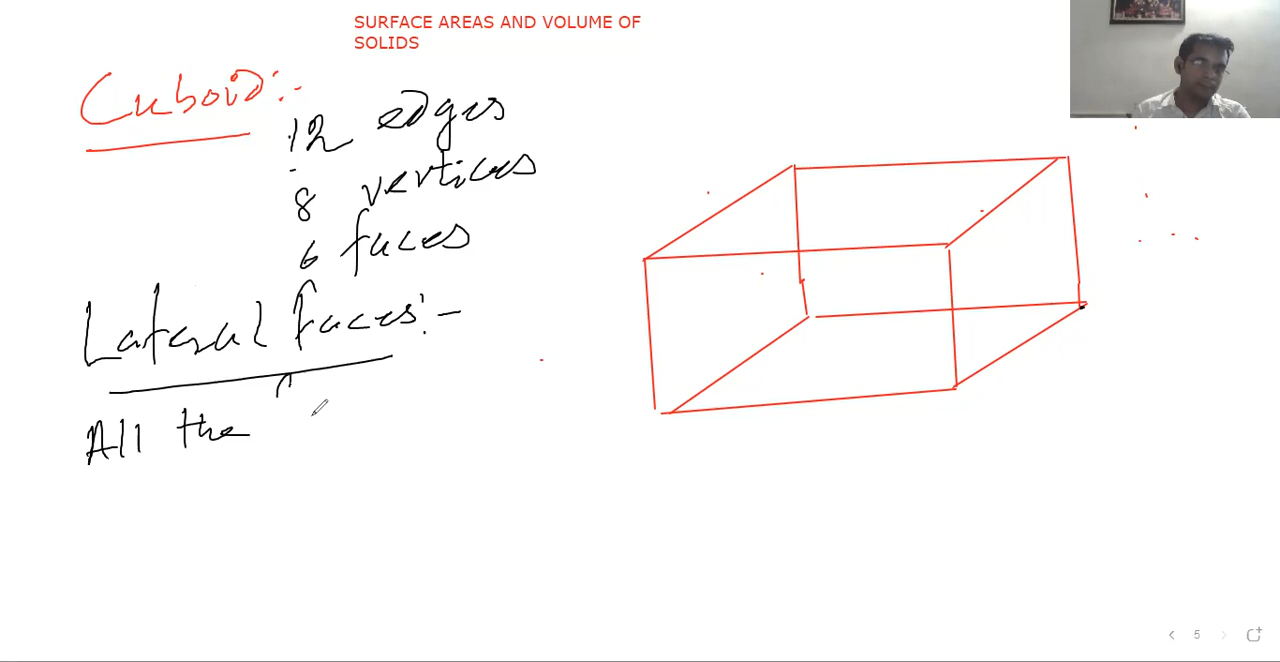 SURFACE AREAS AND VOLUME OF
SOLIDS
Cuboid:-
12 edges
8 vertices
6 faces
Lateral faces:-
All the
5